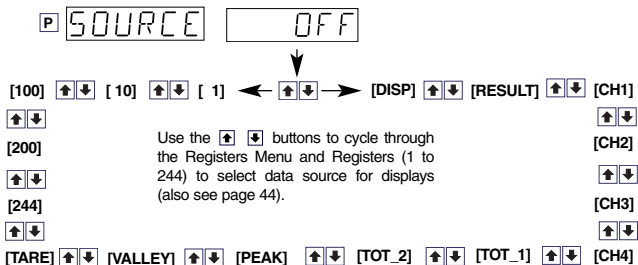 P SOURCE OFF
[100] [ 10] [ 1] [DISP] [RESULT] [CH1]
Use the buttons to cycle through
the Registers Menu and Registers (1 to
244) to select data source for displays
(also see page 44).
[200] [CH2]
[244] [CH3]
[TARE] [VALLEY] [PEAK] [TOT_2] [TOT_1] [CH4]